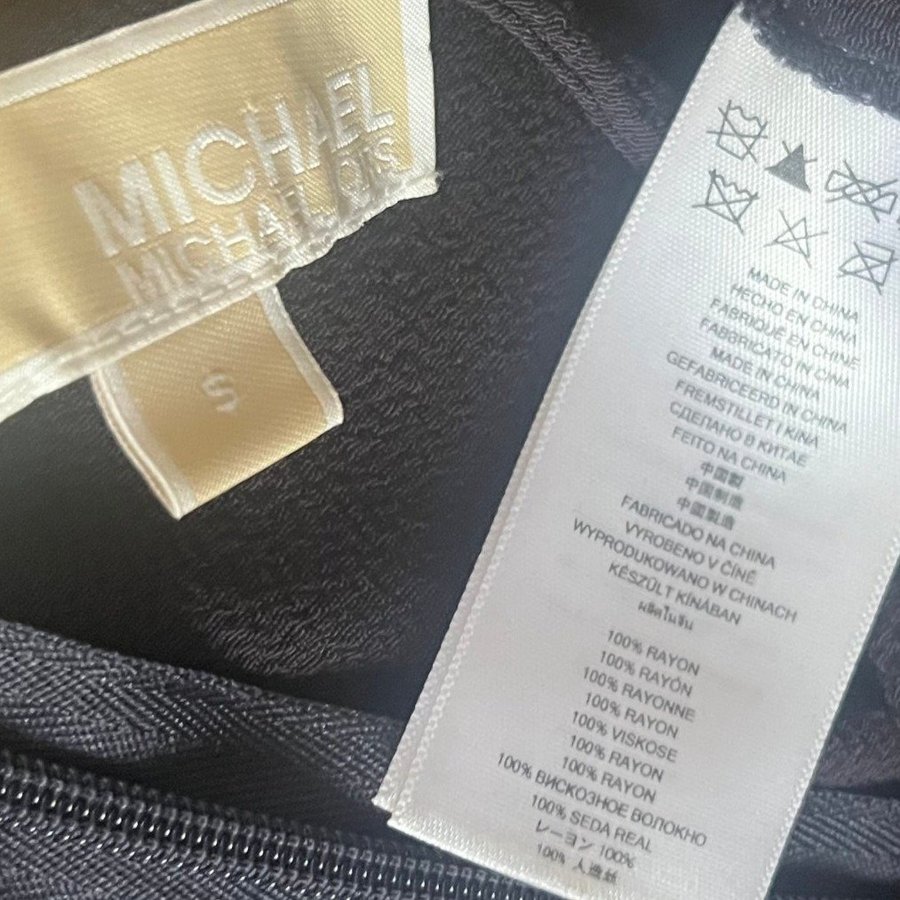 MICHAEL
MICHAEL KORS
S
MADE IN CHINA
HECHO EN CHINA
FABRIQUÉ EN CHINE
FABBRICATO IN CINA
MADE IN CHINA
GEFABRICEERD IN CHINA
FREMSTILLET I KINA
СДЕЛАНО В КИТАЕ
FEITO NA CHINA
中国製
中国制造
中國製造
FABRICADO NA CHINA
VYROBENO V ČÍNĚ
WYPRODUKOWANO W CHINACH
KÉSZÜLT KÍNÁBAN
ผลิตในจีน
100% RAYON
100% RAYÓN
100% RAYONNE
100% RAYON
100% VISKOSE
100% RAYON
100% RAYON
100% ВИСКОЗНОЕ ВОЛОКНО
100% SEDA REAL
レーヨン 100%
100% 人造絲